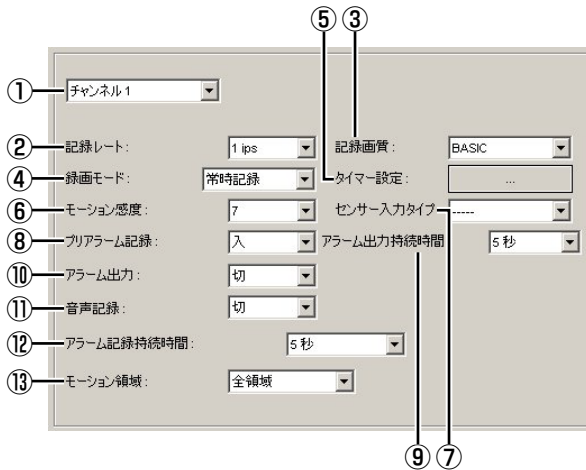 ⑤ ③
① チャンネル 1
② 記録レート: 1 ips 記録画質: BASIC
④ 録画モード: 常時記録 タイマー設定: ...
⑥ モーション感度: 7 センサー入力タイプ -----
⑧ プリアラーム記録: 入 アラーム出力持続時間 5 秒
⑩ アラーム出力: 切
⑪ 音声記録: 切
⑫ アラーム記録持続時間: 5 秒
⑬ モーション領域: 全領域
⑨ ⑦